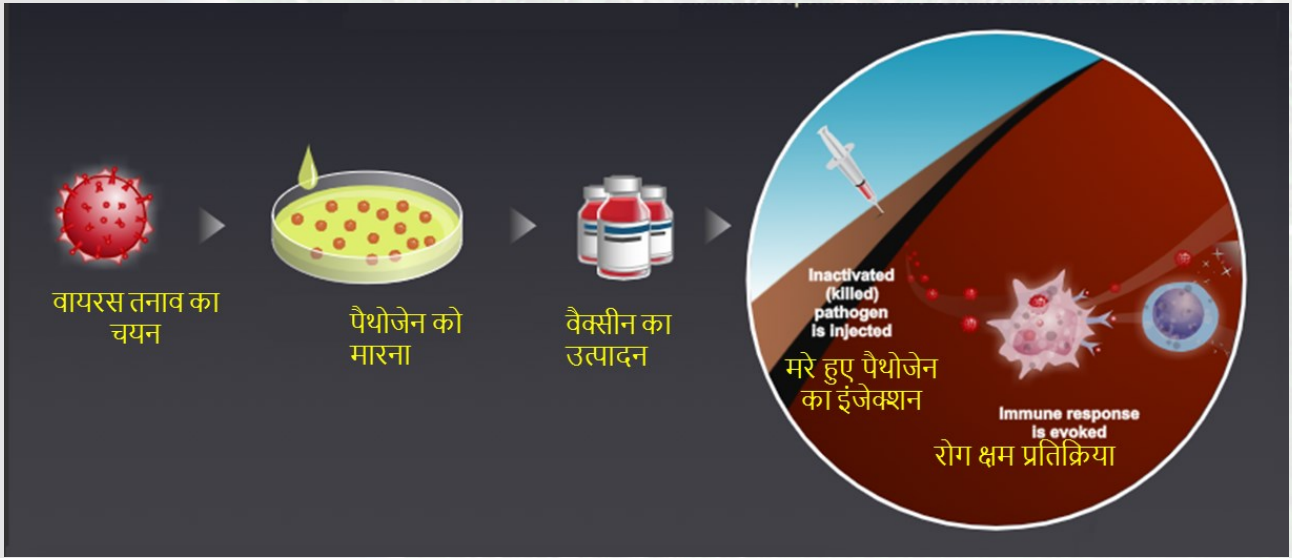 वायरस तनाव का
चयन
पैथोजेन को
मारना
वैक्सीन का
उत्पादन
Inactivated
(killed)
pathogen
is injected
मरे हुए पैथोजेन
का इंजेक्शन
Immune response
is evoked
रोग क्षम प्रतिक्रिया